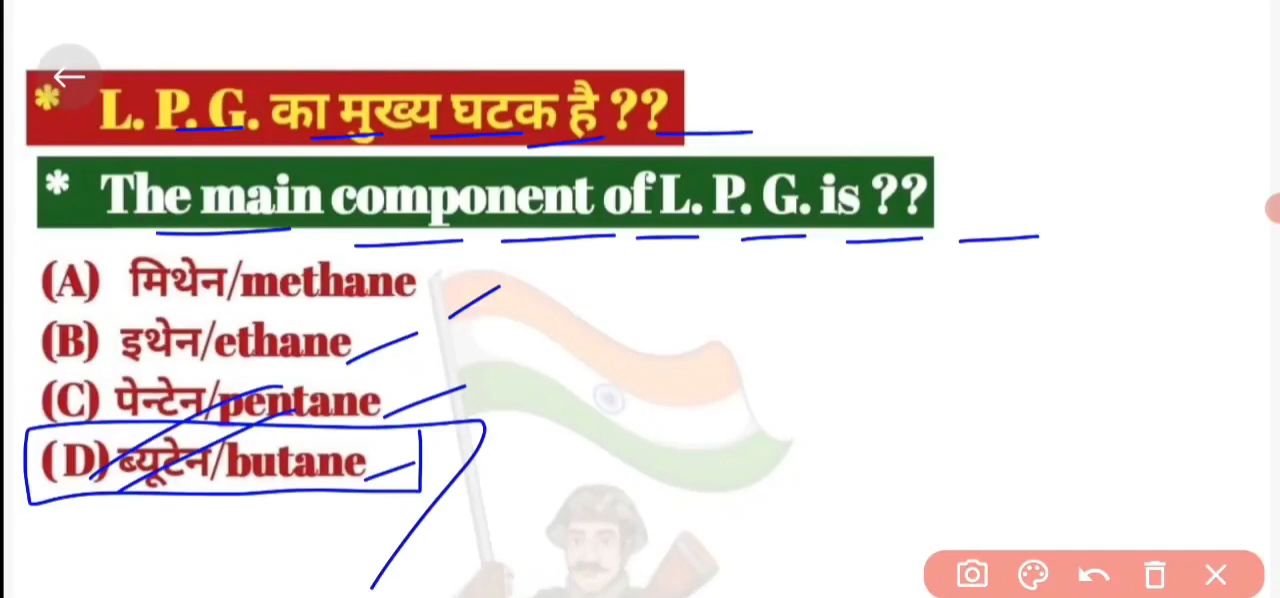 * L. P. G. का मुख्य घटक है ??
* The main component of L. P. G. is ??
(A) मिथेन/methane
(B) इथेन/ethane
(C) पेन्टेन/pentane
(D) ब्यूटेन/butane